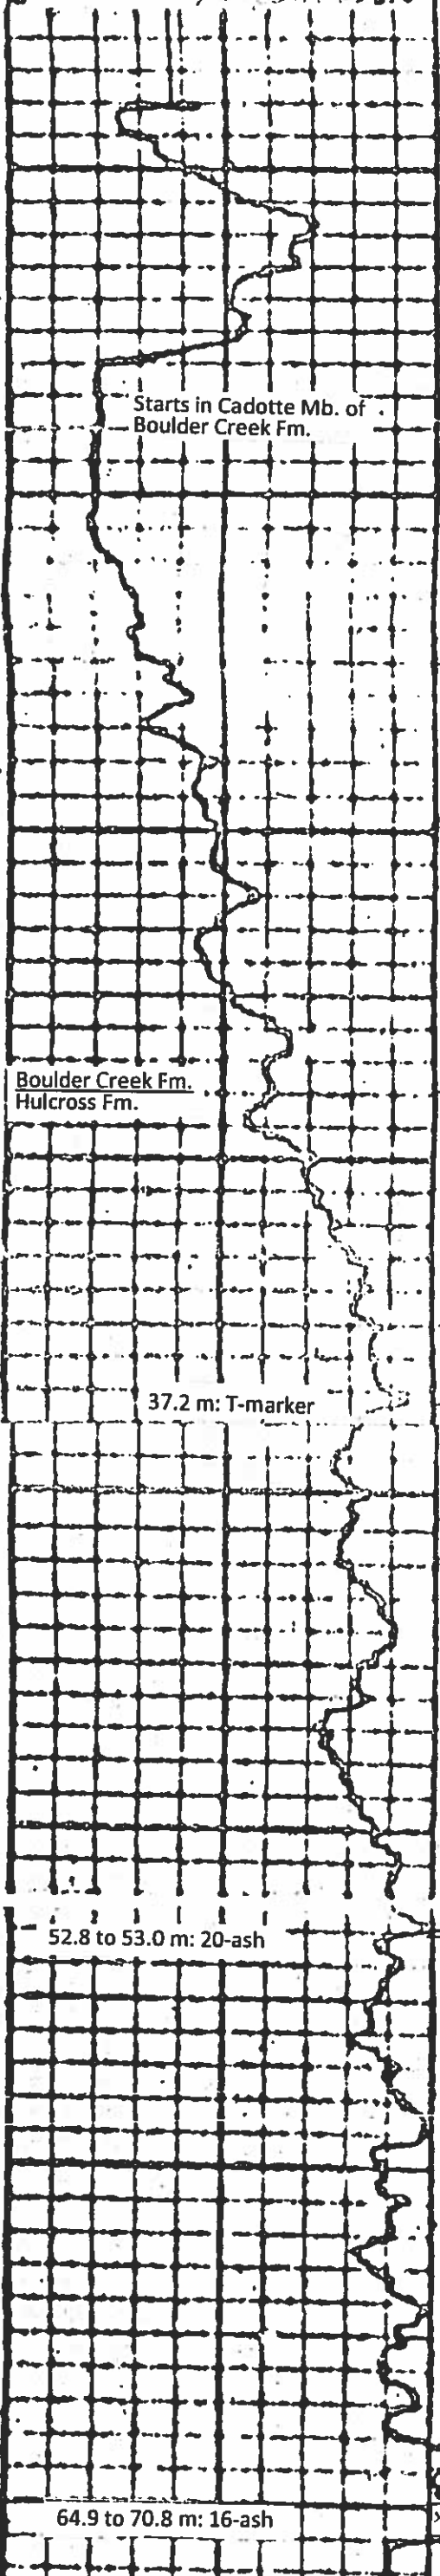 Starts in Cadotte Mb. of
Boulder Creek Fm.
Boulder Creek Fm.
Hulcross Fm.
37.2 m: T-marker
52.8 to 53.0 m: 20-ash
64.9 to 70.8 m: 16-ash